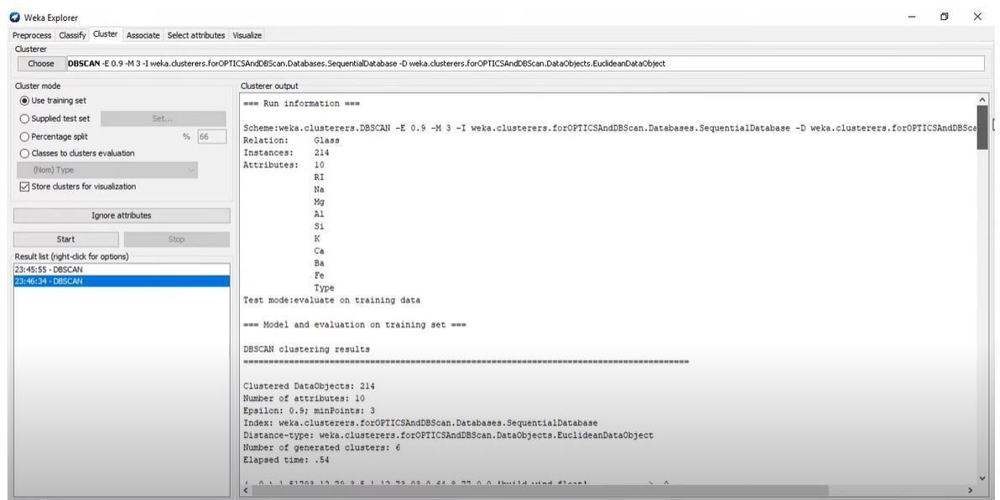 Weka Explorer
Preprocess Classify Cluster Associate Select attributes Visualize
Clusterer
Choose DBSCAN -E 0.9 -M 3 -I weka.clusterers.forOPTICSAndDBScan.Databases.SequentialDatabase -D weka.clusterers.forOPTICSAndDBScan.DataObjects.EuclideanDataObject
Cluster mode
Use training set
Supplied test set Set...
Percentage split % 66
Classes to clusters evaluation
(Nom) Type
Store clusters for visualization
Ignore attributes
Start Stop
Result list (right-click for options)
23:45:55 - DBSCAN
23:46:34 - DBSCAN
Clusterer output
=== Run information ===
Scheme:weka.clusterers.DBSCAN -E 0.9 -M 3 -I weka.clusterers.forOPTICSAndDBScan.Databases.SequentialDatabase -D weka.clusterers.forOPTICSAndDBSca
Relation: Glass
Instances: 214
Attributes: 10
RI
Na
Mg
Al
Si
K
Ca
Ba
Fe
Type
Test mode:evaluate on training data
=== Model and evaluation on training set ===
DBSCAN clustering results
========================================================================================
Clustered DataObjects: 214
Number of attributes: 10
Epsilon: 0.9; minPoints: 3
Index: weka.clusterers.forOPTICSAndDBScan.Databases.SequentialDatabase
Distance-type: weka.clusterers.forOPTICSAndDBScan.DataObjects.EuclideanDataObject
Number of generated clusters: 6
Elapsed time: .54